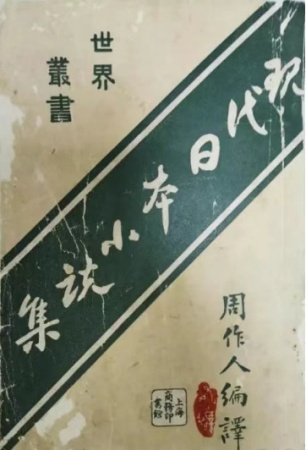 世界
叢書
現代日本小説集
周作人編譯
上海
商務印
書館